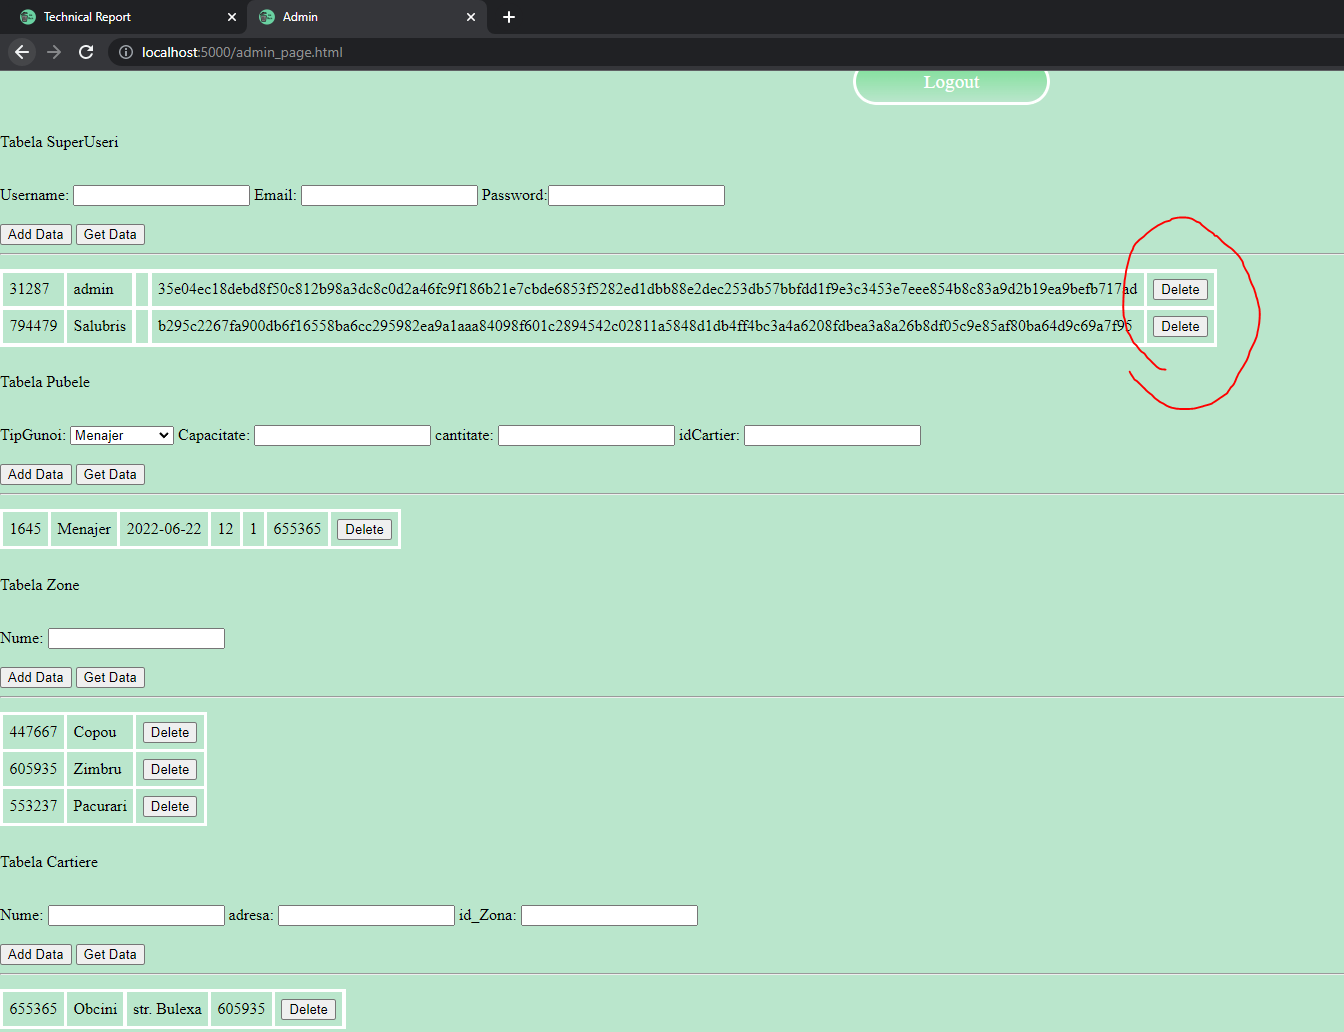 Technical Report
Admin
localhost:5000/admin_page.html
Logout
Tabela SuperUseri
Username: Email: Password:
Add Data Get Data
31287 admin 35e04ec18debd8f50c812b98a3dc8c0d2a46fc9f186b21e7cbde6853f5282ed1dbb88e2dec253db57bbfdd1f9e3c3453e7eee854b8c83a9d2b19ea9befb717ad Delete
794479 Salubris b295c2267fa900db6f16558ba6cc295982ea9a1aaa84098f601c2894542c02811a5848d1db4ff4bc3a4a6208fdbea3a8a26b8df05c9e85af80ba64d9c69a7f95 Delete
Tabela Pubele
TipGunoi: Menajer Capacitate: cantitate: idCartier:
Add Data Get Data
1645 Menajer 2022-06-22 12 1 655365 Delete
Tabela Zone
Nume:
Add Data Get Data
447667 Copou Delete
605935 Zimbru Delete
553237 Pacurari Delete
Tabela Cartiere
Nume: adresa: id_Zona:
Add Data Get Data
655365 Obcini str. Bulexa 605935 Delete